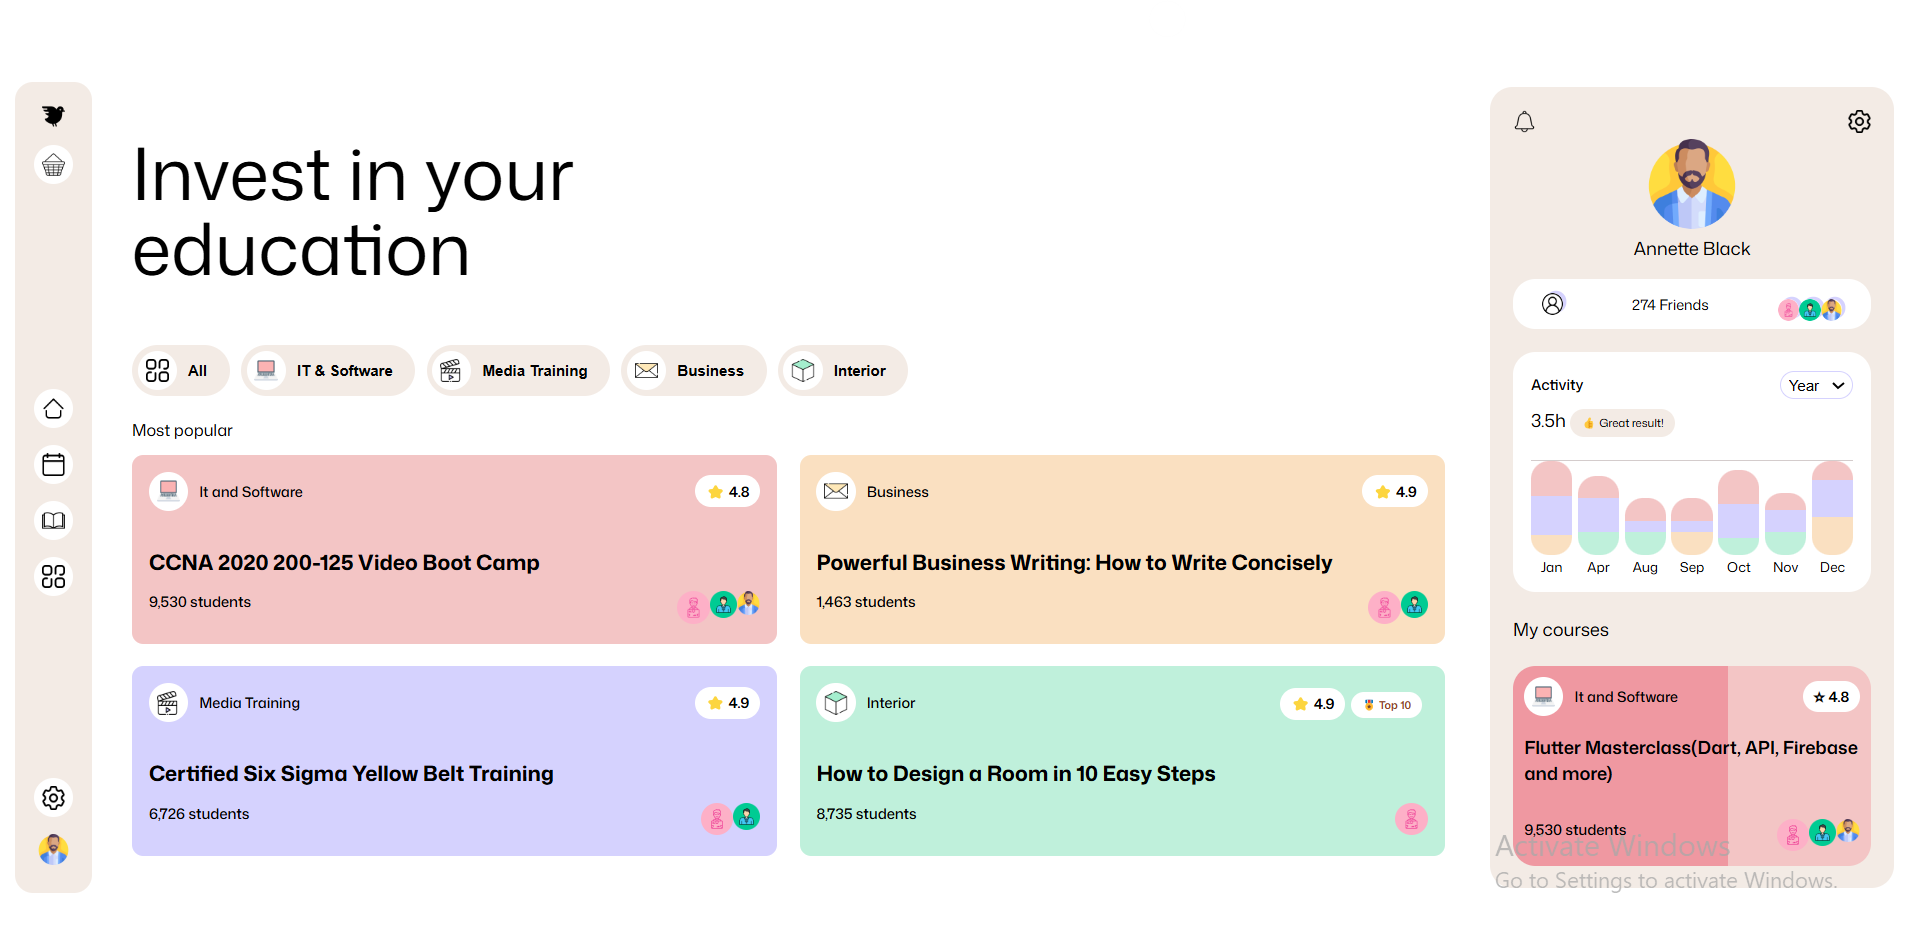 Invest in your
education
All
IT & Software
Media Training
Business
Interior
Most popular
It and Software
4.8
CCNA 2020 200-125 Video Boot Camp
9,530 students
Business
4.9
Powerful Business Writing: How to Write Concisely
1,463 students
Media Training
4.9
Certified Six Sigma Yellow Belt Training
6,726 students
Interior
4.9
Top 10
How to Design a Room in 10 Easy Steps
8,735 students
Annette Black
274 Friends
Activity
Year
3.5h
Great result!
Jan Apr Aug Sep Oct Nov Dec
My courses
It and Software
4.8
Flutter Masterclass(Dart, API, Firebase
and more)
9,530 students
Activate Windows
Go to Settings to activate Windows.